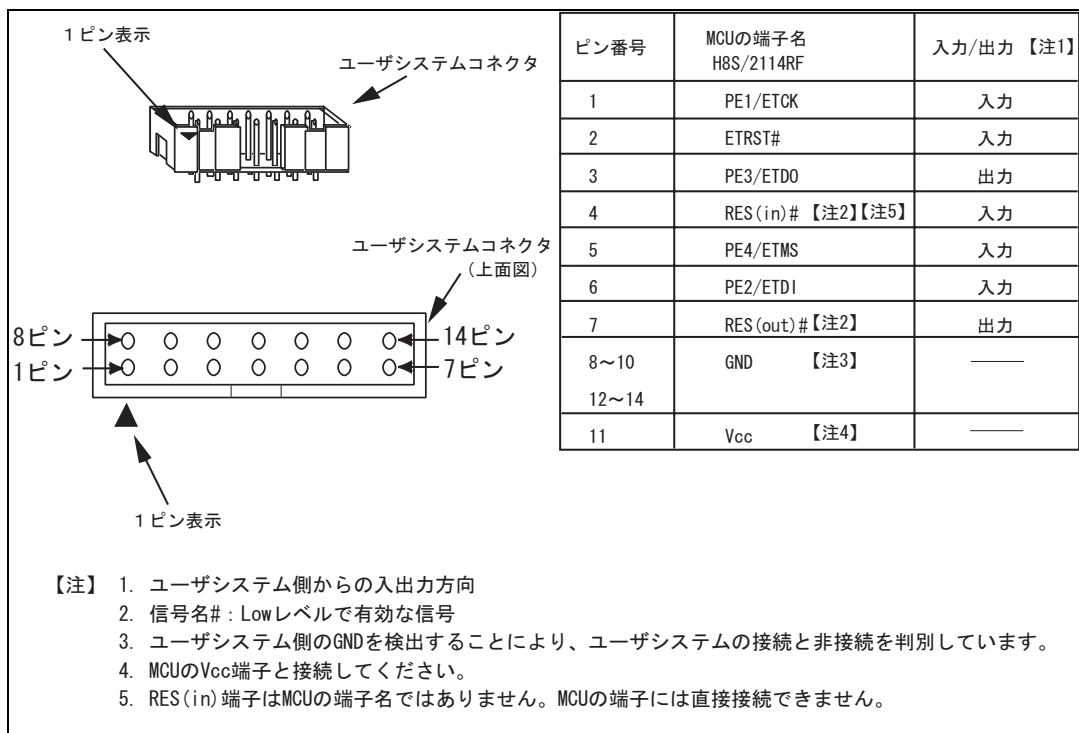 1ピン表示
ユーザシステムコネクタ
ユーザシステムコネクタ
(上面図)
8ピン
14ピン
1ピン
7ピン
1ピン表示
ピン番号 MCUの端子名 入力/出力 【注1】
H8S/2114RF
1 PE1/ETCK 入力
2 ETRST# 入力
3 PE3/ETDO 出力
4 RES(in)# 【注2】【注5】 入力
5 PE4/ETMS 入力
6 PE2/ETDI 入力
7 RES(out)#【注2】 出力
8～10 GND 【注3】 ――
12～14
11 Vcc 【注4】 ――
【注】 1. ユーザシステム側からの入出力方向
2. 信号名#：Lowレベルで有効な信号
3. ユーザシステム側のGNDを検出することにより、ユーザシステムの接続と非接続を判別しています。
4. MCUのVcc端子と接続してください。
5. RES(in)端子はMCUの端子名ではありません。MCUの端子には直接接続できません。